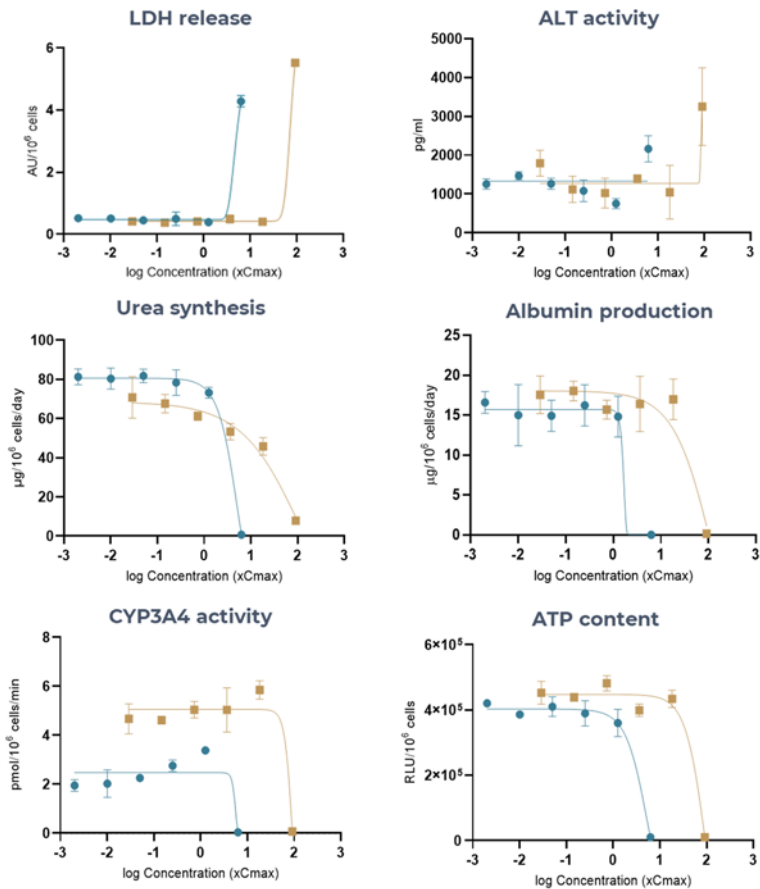 LDH release
AU/10⁶ cells
6
4
2
0
-3 -2 -1 0 1 2 3
log Concentration (xCmax)
ALT activity
pg/ml
5000
4000
3000
2000
1000
0
-3 -2 -1 0 1 2 3
log Concentration (xCmax)
Urea synthesis
µg/10⁶ cells/day
100
80
60
40
20
0
-3 -2 -1 0 1 2 3
log Concentration (xCmax)
Albumin production
µg/10⁶ cells/day
25
20
15
10
5
0
-3 -2 -1 0 1 2 3
log Concentration (xCmax)
CYP3A4 activity
pmol/10⁶ cells/min
8
6
4
2
0
-3 -2 -1 0 1 2 3
log Concentration (xCmax)
ATP content
RLU/10⁶ cells
6×10⁵
4×10⁵
2×10⁵
0
-3 -2 -1 0 1 2 3
log Concentration (xCmax)